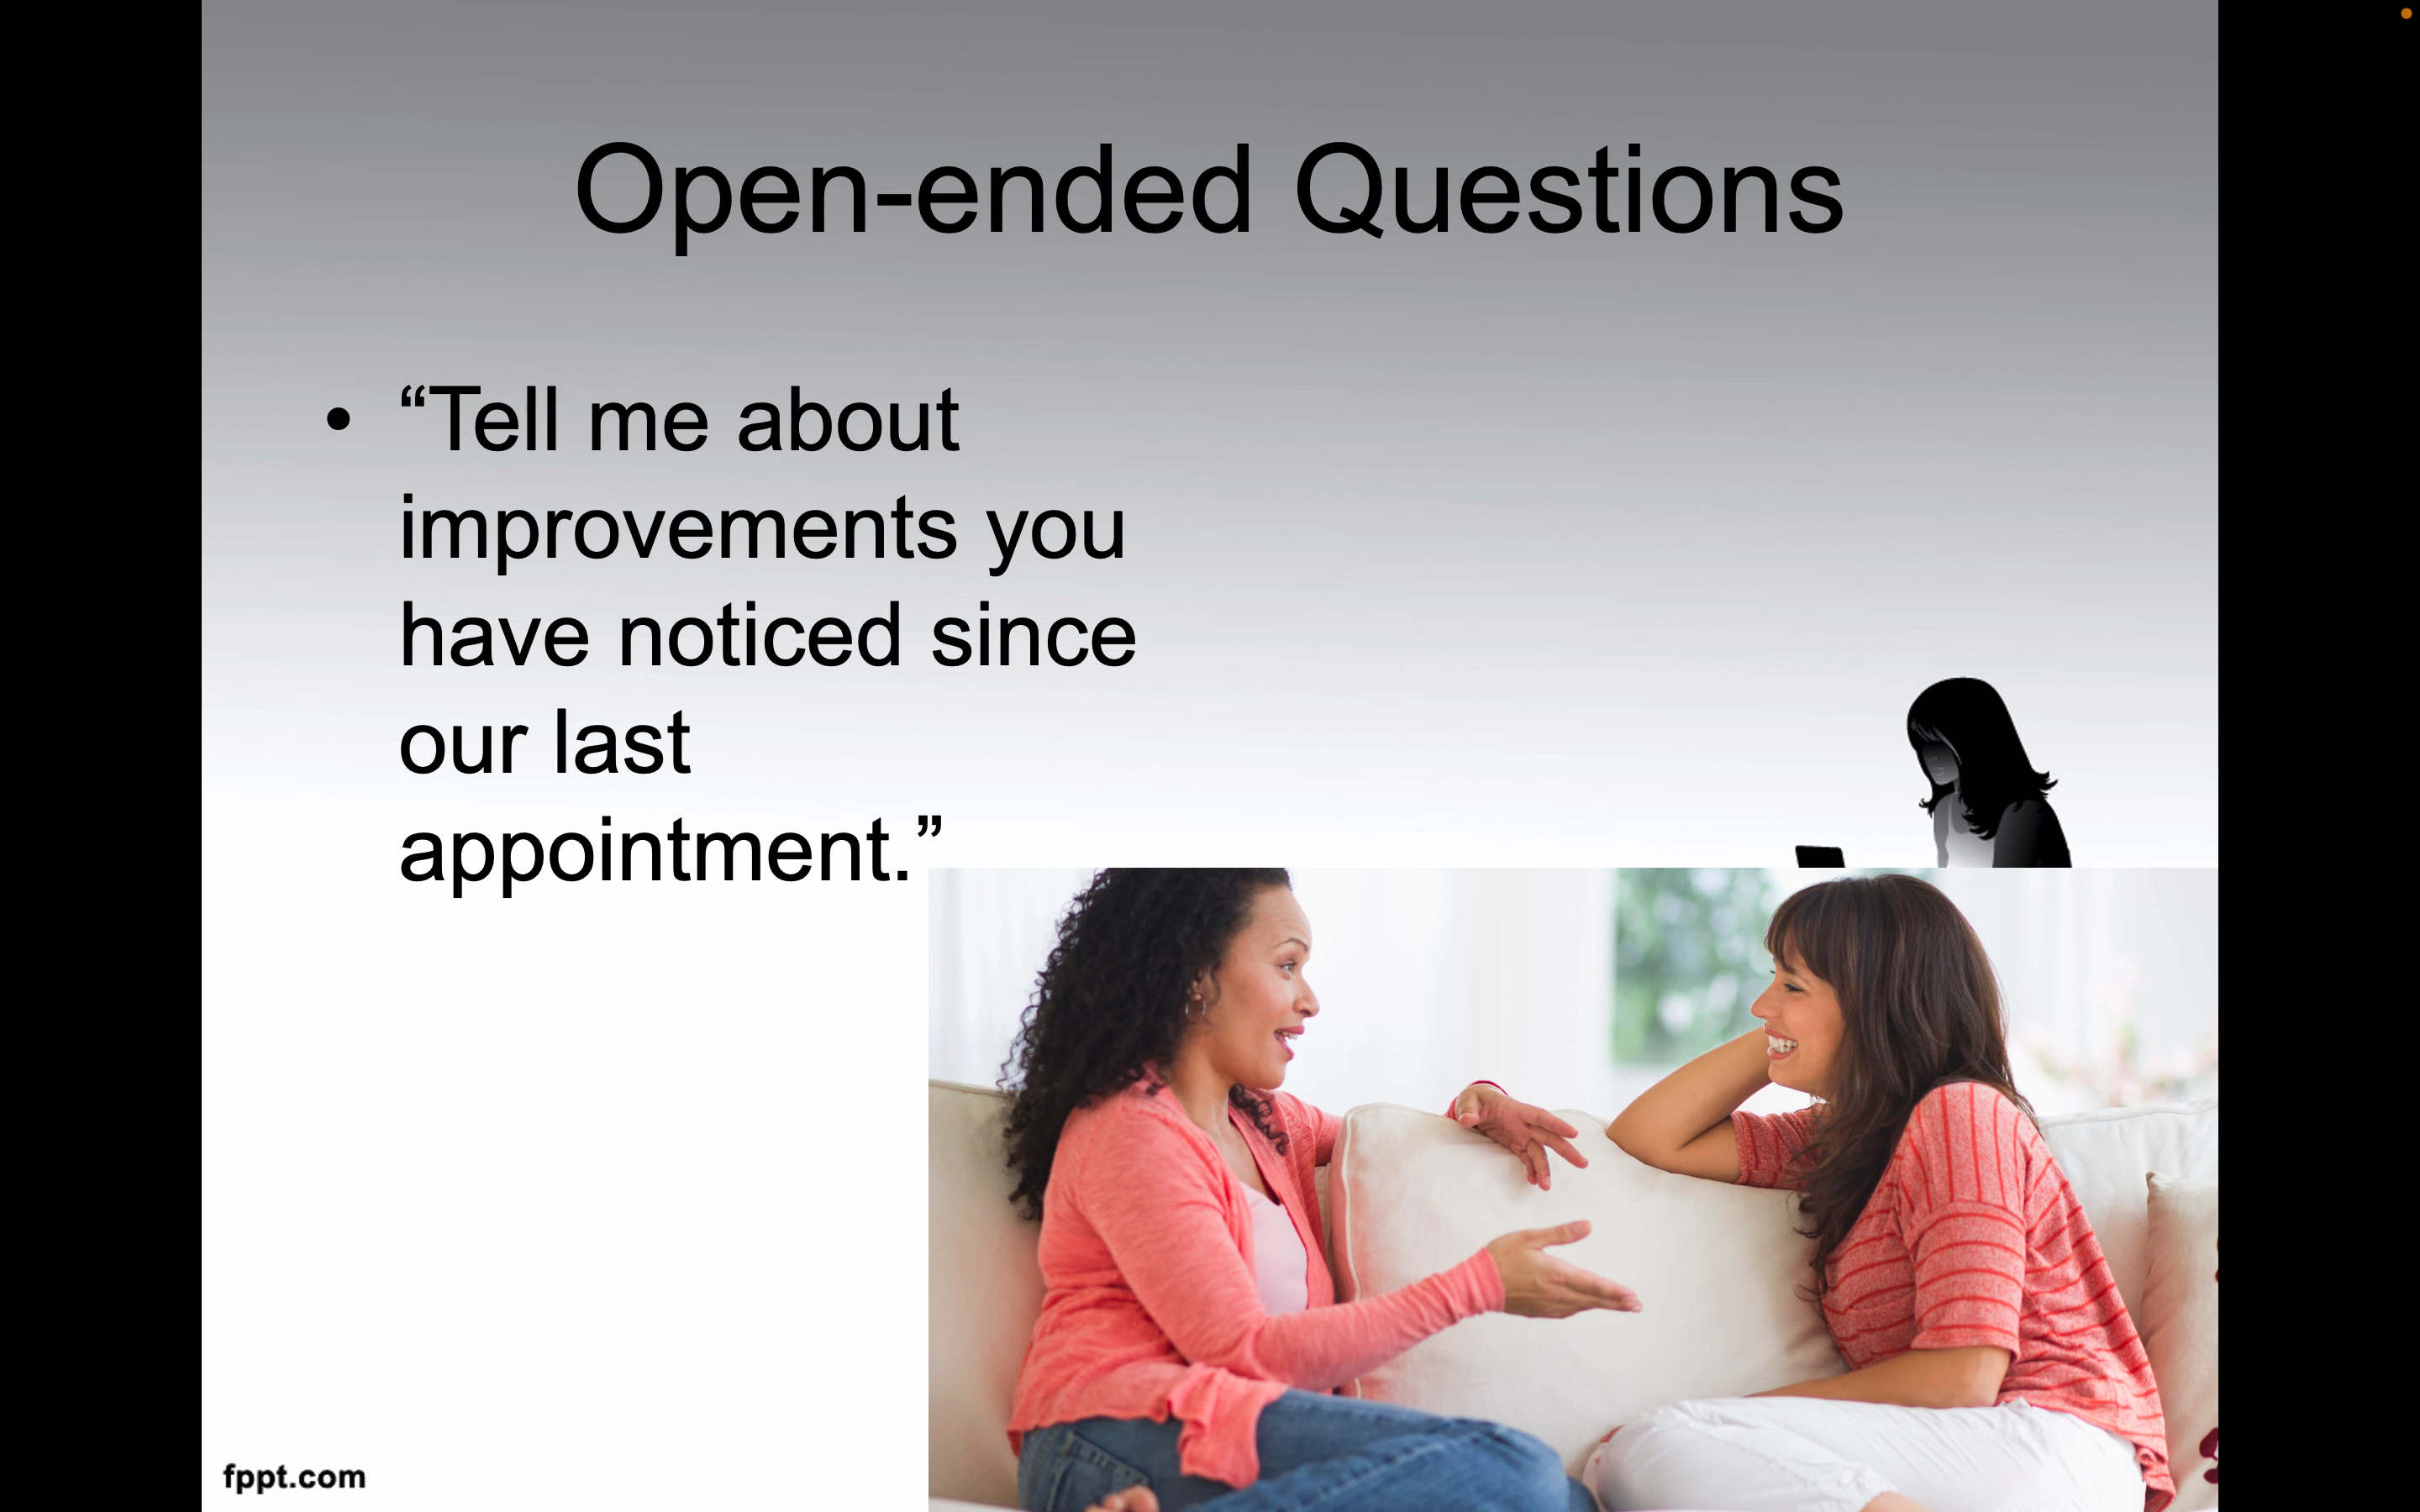 Open-ended Questions
• “Tell me about
improvements you
have noticed since
our last
appointment.”
fppt.com